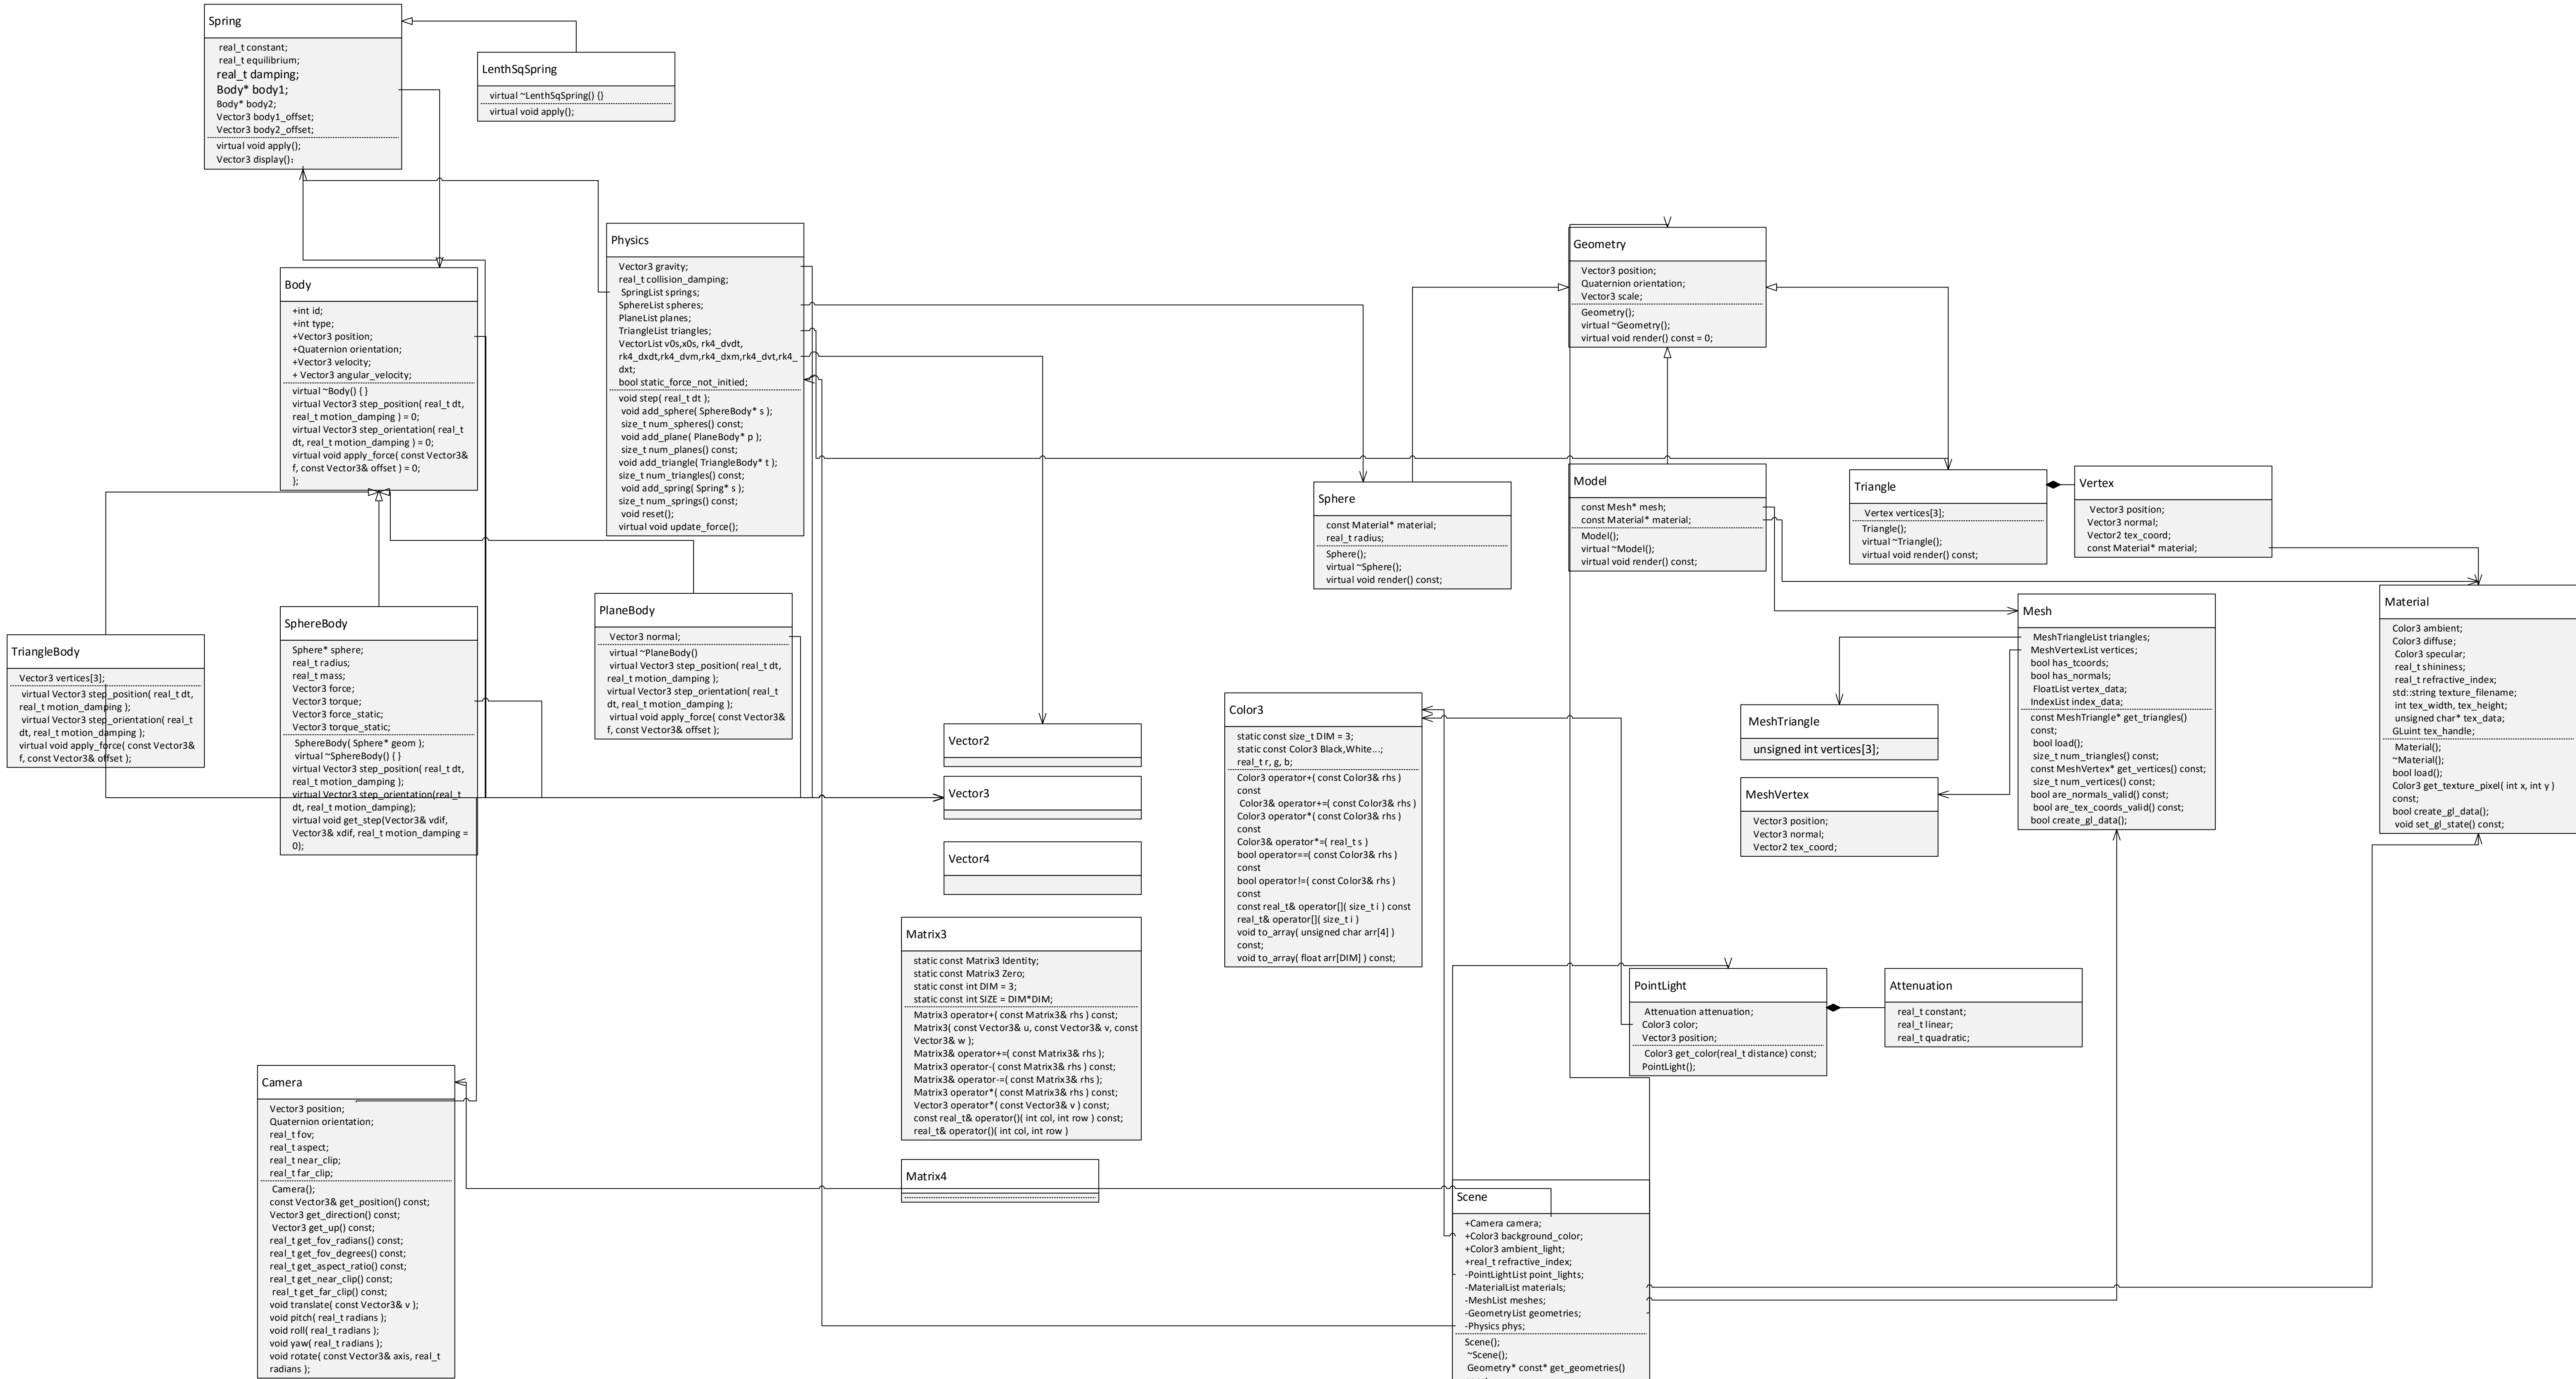 Spring
real_t constant;
real_t equilibrium;
real_t damping;
Body* body1;
Body* body2;
Vector3 body1_offset;
Vector3 body2_offset;
virtual void apply();
Vector3 display();
LenthSqSpring
virtual ~LenthSqSpring() {}
virtual void apply();
Physics
Vector3 gravity;
real_t collision_damping;
SpringList springs;
SphereList spheres;
PlaneList planes;
TriangleList triangles;
VectorList v0s,x0s, rk4_dvdt,
rk4_dxdt,rk4_dvm,rk4_dxm,rk4_dvt,rk4_
dxt;
bool static_force_not_initied;
void step( real_t dt );
void add_sphere( SphereBody* s );
size_t num_spheres() const;
void add_plane( PlaneBody* p );
size_t num_planes() const;
void add_triangle( TriangleBody* t );
size_t num_triangles() const;
void add_spring( Spring* s );
size_t num_springs() const;
void reset();
virtual void update_force();
Body
+int id;
+int type;
+Vector3 position;
+Quaternion orientation;
+Vector3 velocity;
+ Vector3 angular_velocity;
virtual ~Body() { }
virtual Vector3 step_position( real_t dt,
real_t motion_damping ) = 0;
virtual Vector3 step_orientation( real_t
dt, real_t motion_damping ) = 0;
virtual void apply_force( const Vector3&
f, const Vector3& offset ) = 0;
};
Geometry
Vector3 position;
Quaternion orientation;
Vector3 scale;
Geometry();
virtual ~Geometry();
virtual void render() const = 0;
Sphere
const Material* material;
real_t radius;
Sphere();
virtual ~Sphere();
virtual void render() const;
Model
const Mesh* mesh;
const Material* material;
Model();
virtual ~Model();
virtual void render() const;
Triangle
Vertex vertices[3];
Triangle();
virtual ~Triangle();
virtual void render() const;
Vertex
Vector3 position;
Vector3 normal;
Vector2 tex_coord;
const Material* material;
TriangleBody
Vector3 vertices[3];
virtual Vector3 step_position( real_t dt,
real_t motion_damping );
virtual Vector3 step_orientation( real_t
dt, real_t motion_damping );
virtual void apply_force( const Vector3&
f, const Vector3& offset );
SphereBody
Sphere* sphere;
real_t radius;
real_t mass;
Vector3 force;
Vector3 torque;
Vector3 force_static;
Vector3 torque_static;
SphereBody( Sphere* geom );
virtual ~SphereBody() { }
virtual Vector3 step_position( real_t dt,
real_t motion_damping );
virtual Vector3 step_orientation(real_t
dt, real_t motion_damping);
virtual void get_step(Vector3& vdif,
Vector3& xdif, real_t motion_damping =
0);
PlaneBody
Vector3 normal;
virtual ~PlaneBody()
virtual Vector3 step_position( real_t dt,
real_t motion_damping );
virtual Vector3 step_orientation( real_t
dt, real_t motion_damping );
virtual void apply_force( const Vector3&
f, const Vector3& offset );
Vector2
Vector3
Vector4
Matrix3
static const Matrix3 Identity;
static const Matrix3 Zero;
static const int DIM = 3;
static const int SIZE = DIM*DIM;
Matrix3 operator+( const Matrix3& rhs ) const;
Matrix3( const Vector3& u, const Vector3& v, const
Vector3& w );
Matrix3& operator+=( const Matrix3& rhs );
Matrix3 operator-( const Matrix3& rhs ) const;
Matrix3& operator-=( const Matrix3& rhs );
Matrix3 operator*( const Matrix3& rhs ) const;
Vector3 operator*( const Vector3& v ) const;
const real_t& operator()( int col, int row ) const;
real_t& operator()( int col, int row )
Matrix4
Color3
static const size_t DIM = 3;
static const Color3 Black,White...;
real_t r, g, b;
Color3 operator+( const Color3& rhs )
const
Color3& operator+=( const Color3& rhs )
Color3 operator*( const Color3& rhs )
const
Color3& operator*=( real_t s )
bool operator==( const Color3& rhs )
const
bool operator!=( const Color3& rhs )
const
const real_t& operator[]( size_t i ) const
real_t& operator[]( size_t i )
void to_array( unsigned char arr[4] )
const;
void to_array( float arr[DIM] ) const;
MeshTriangle
unsigned int vertices[3];
MeshVertex
Vector3 position;
Vector3 normal;
Vector2 tex_coord;
Mesh
MeshTriangleList triangles;
MeshVertexList vertices;
bool has_tcoords;
bool has_normals;
FloatList vertex_data;
IndexList index_data;
const MeshTriangle* get_triangles()
const;
bool load();
size_t num_triangles() const;
const MeshVertex* get_vertices() const;
size_t num_vertices() const;
bool are_normals_valid() const;
bool are_tex_coords_valid() const;
bool create_gl_data();
Material
Color3 ambient;
Color3 diffuse;
Color3 specular;
real_t shininess;
real_t refractive_index;
std::string texture_filename;
int tex_width, tex_height;
unsigned char* tex_data;
GLuint tex_handle;
Material();
~Material();
bool load();
Color3 get_texture_pixel( int x, int y )
const;
bool create_gl_data();
void set_gl_state() const;
PointLight
Attenuation attenuation;
Color3 color;
Vector3 position;
Color3 get_color(real_t distance) const;
PointLight();
Attenuation
real_t constant;
real_t linear;
real_t quadratic;
Camera
Vector3 position;
Quaternion orientation;
real_t fov;
real_t aspect;
real_t near_clip;
real_t far_clip;
Camera();
const Vector3& get_position() const;
Vector3 get_direction() const;
Vector3 get_up() const;
real_t get_fov_radians() const;
real_t get_fov_degrees() const;
real_t get_aspect_ratio() const;
real_t get_near_clip() const;
real_t get_far_clip() const;
void translate( const Vector3& v );
void pitch( real_t radians );
void roll( real_t radians );
void yaw( real_t radians );
void rotate( const Vector3& axis, real_t
radians );
Scene
+Camera camera;
+Color3 background_color;
+Color3 ambient_light;
+real_t refractive_index;
-PointLightList point_lights;
-MaterialList materials;
-MeshList meshes;
-GeometryList geometries;
-Physics phys;
Scene();
~Scene();
Geometry* const* get_geometries()